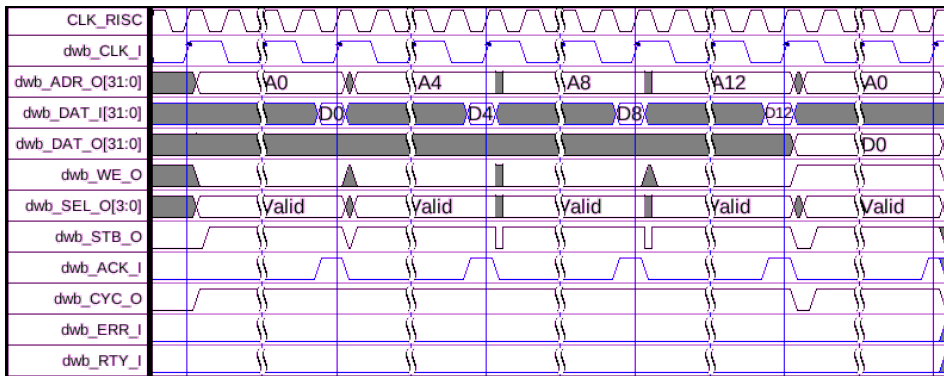 CLK_RISC
dwb_CLK_I
dwb_ADR_O[31:0] A0 A4 A8 A12 A0
dwb_DAT_I[31:0] D0 D4 D8 D12
dwb_DAT_O[31:0] D0
dwb_WE_O
dwb_SEL_O[3:0] Valid Valid Valid Valid Valid
dwb_STB_O
dwb_ACK_I
dwb_CYC_O
dwb_ERR_I
dwb_RTY_I